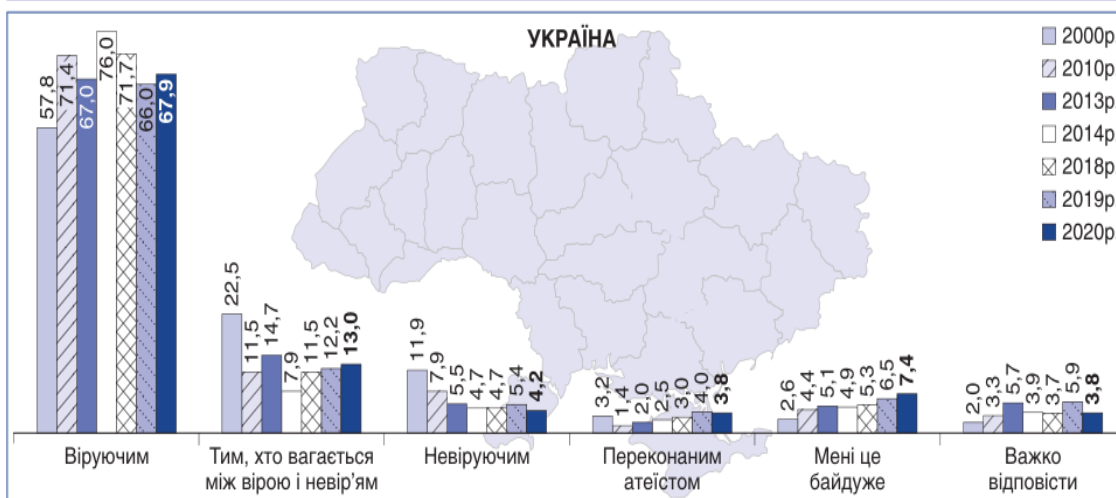 УКРАЇНА
2000р.
2010р.
2013р.
2014р.
2018р.
2019р.
2020р.
57,8 71,4 67,0 76,0 71,7 66,0 67,9
22,5 11,5 14,7 7,9 11,5 12,2 13,0
11,9 7,9 5,5 4,7 4,7 5,4 4,2
3,2 1,4 2,0 2,5 3,0 4,0 3,8
2,6 4,4 5,1 4,9 5,3 6,5 7,4
2,0 3,3 5,7 3,9 3,7 5,9 3,8
Віруючим
Тим, хто вагається
між вірою і невір’ям
Невіруючим
Переконаним
атеїстом
Мені це
байдуже
Важко
відповісти